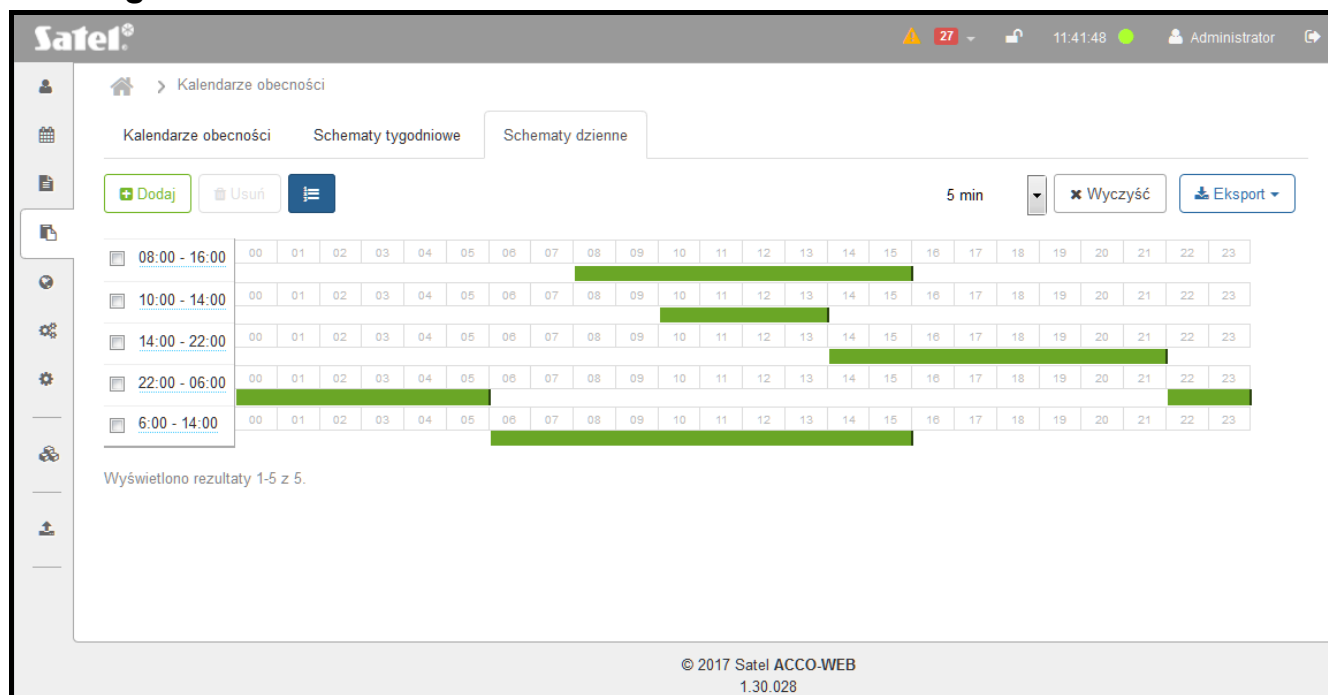 Satel®
27 11:41:48 Administrator
Kalendarze obecności
Kalendarze obecności Schematy tygodniowe Schematy dzienne
Dodaj Usuń 5 min Wyczyść Eksport
08:00 - 16:00 00 01 02 03 04 05 06 07 08 09 10 11 12 13 14 15 16 17 18 19 20 21 22 23
10:00 - 14:00 00 01 02 03 04 05 06 07 08 09 10 11 12 13 14 15 16 17 18 19 20 21 22 23
14:00 - 22:00 00 01 02 03 04 05 06 07 08 09 10 11 12 13 14 15 16 17 18 19 20 21 22 23
22:00 - 06:00 00 01 02 03 04 05 06 07 08 09 10 11 12 13 14 15 16 17 18 19 20 21 22 23
6:00 - 14:00 00 01 02 03 04 05 06 07 08 09 10 11 12 13 14 15 16 17 18 19 20 21 22 23
Wyświetlono rezultaty 1-5 z 5.
© 2017 Satel ACCO-WEB
1.30.028